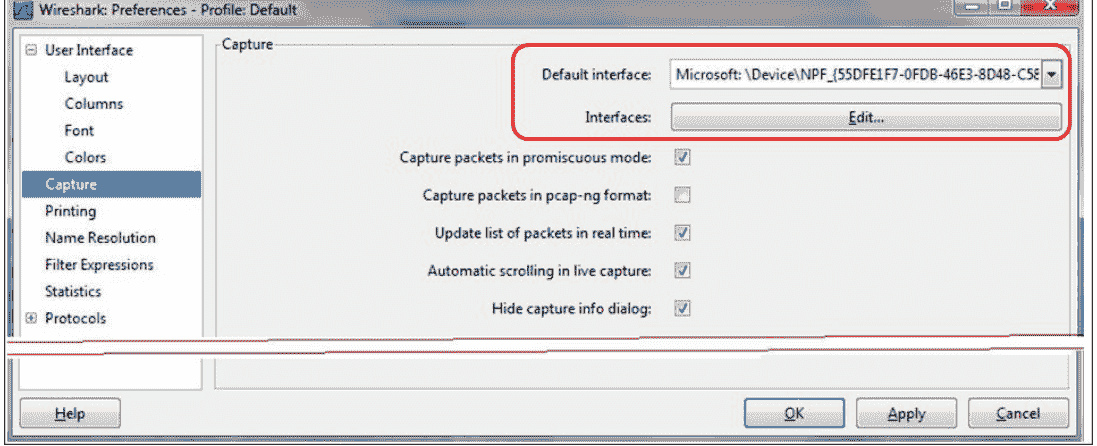 Wireshark: Preferences - Profile: Default
User Interface
Layout
Columns
Font
Colors
Capture
Printing
Name Resolution
Filter Expressions
Statistics
Protocols
Capture
Default interface: Microsoft: \Device\NPF_{55DFE1F7-0FDB-46E3-8D48-C58
Interfaces: Edit...
Capture packets in promiscuous mode:
Capture packets in pcap-ng format:
Update list of packets in real time:
Automatic scrolling in live capture:
Hide capture info dialog:
Help OK Apply Cancel